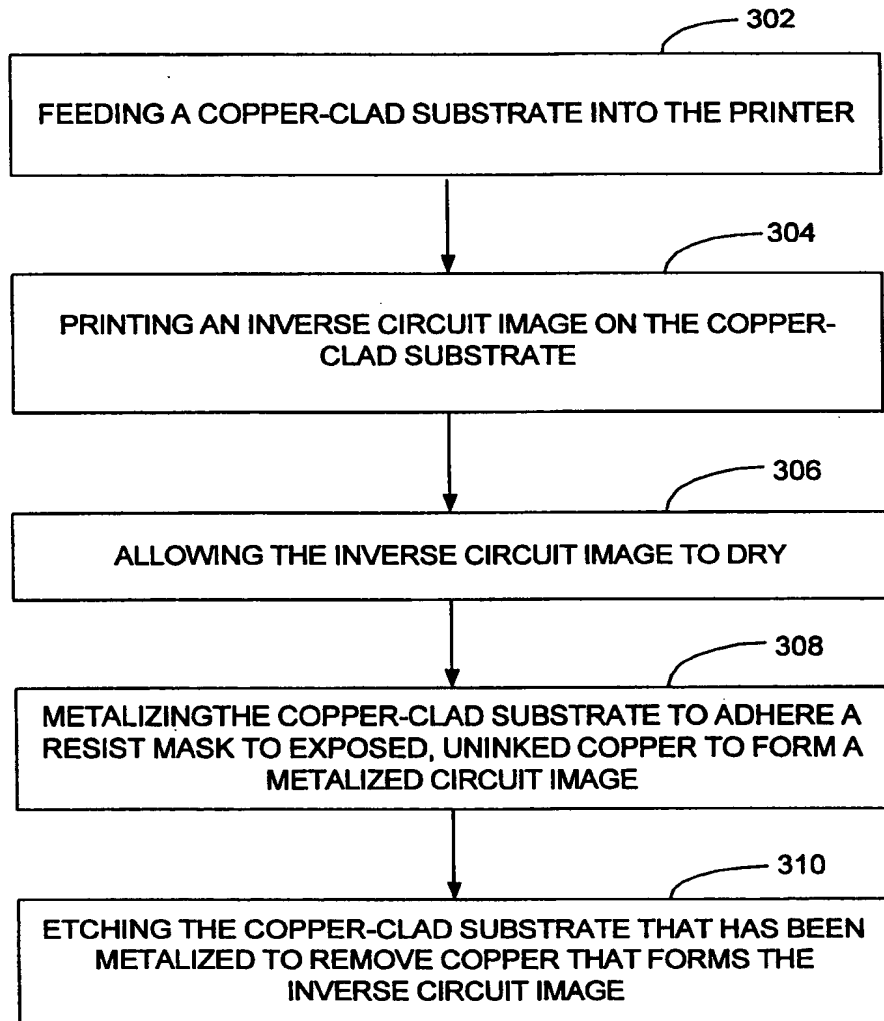 302
FEEDING A COPPER-CLAD SUBSTRATE INTO THE PRINTER
304
PRINTING AN INVERSE CIRCUIT IMAGE ON THE COPPER-
CLAD SUBSTRATE
306
ALLOWING THE INVERSE CIRCUIT IMAGE TO DRY
308
METALIZINGTHE COPPER-CLAD SUBSTRATE TO ADHERE A
RESIST MASK TO EXPOSED, UNINKED COPPER TO FORM A
METALIZED CIRCUIT IMAGE
310
ETCHING THE COPPER-CLAD SUBSTRATE THAT HAS BEEN
METALIZED TO REMOVE COPPER THAT FORMS THE
INVERSE CIRCUIT IMAGE